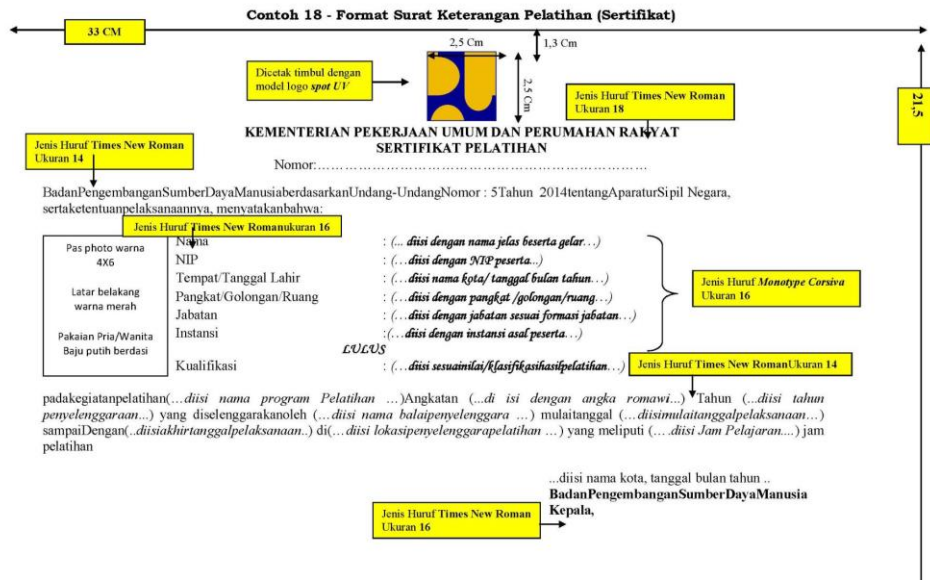 Contoh 18 - Format Surat Keterangan Pelatihan (Sertifikat)
33 CM
2,5 Cm
1,3 Cm
Dicetak timbul dengan
model logo spot UV
2,5 Cm
Jenis Huruf Times New Roman
Ukuran 18
21,5
KEMENTERIAN PEKERJAAN UMUM DAN PERUMAHAN RAKYAT
SERTIFIKAT PELATIHAN
Jenis Huruf Times New Roman
Ukuran 14
Nomor:……………………………………………………………
BadanPengembanganSumberDayaManusiaberdasarkanUndang-UndangNomor : 5Tahun 2014tentangAparaturSipil Negara,
sertaketentuanpelaksanaannya, menyatakanbahwa:
Jenis Huruf Times New Romanukuran 16
Pas photo warna
4X6
Latar belakang
warna merah
Pakaian Pria/Wanita
Baju putih berdasi
Nama : (... diisi dengan nama jelas beserta gelar…)
NIP : (…diisi dengan NIP peserta...)
Tempat/Tanggal Lahir : (…diisi nama kota/ tanggal bulan tahun…)
Pangkat/Golongan/Ruang : (…diisi dengan pangkat /golongan/ruang…)
Jabatan : (…diisi dengan jabatan sesuai formasi jabatan…)
Instansi :(…diisi dengan instansi asal peserta…)
LULUS
Kualifikasi : (…diisi sesuainilai/klasifikasihasilpelatihan…)
Jenis Huruf Monotype Corsiva
Ukuran 16
Jenis Huruf Times New RomanUkuran 14
padakegiatanpelatihan(…diisi nama program Pelatihan …)Angkatan (...di isi dengan angka romawi...) Tahun (...diisi tahun
penyelenggaraan...) yang diselenggarakanoleh (…diisi nama balaipenyelenggara …) mulaitanggal (…diisimulaitanggalpelaksanaan…)
sampaiDengan(..diisiakhirtanggalpelaksanaan..) di(…diisi lokasipenyelenggarapelatihan …) yang meliputi (… .diisi Jam Pelajaran....) jam
pelatihan
...diisi nama kota, tanggal bulan tahun ..
BadanPengembanganSumberDayaManusia
Kepala,
Jenis Huruf Times New Roman
Ukuran 16